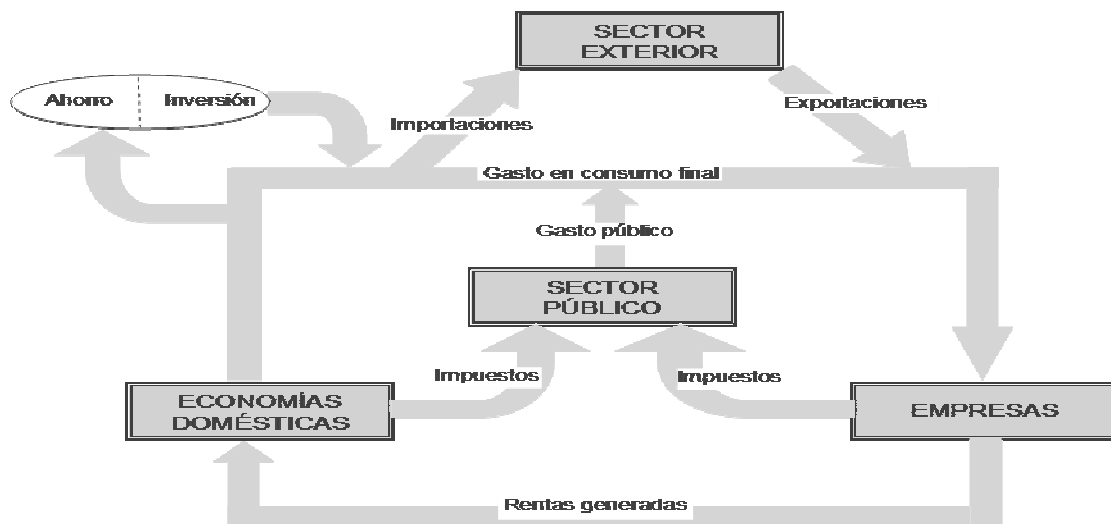 SECTOR
EXTERIOR
Ahorro
Inversión
Exportaciones
Importaciones
Gasto en consumo final
Gasto público
SECTOR
PÚBLICO
Impuestos
Impuestos
ECONOMÍAS
DOMÉSTICAS
EMPRESAS
Rentas generadas